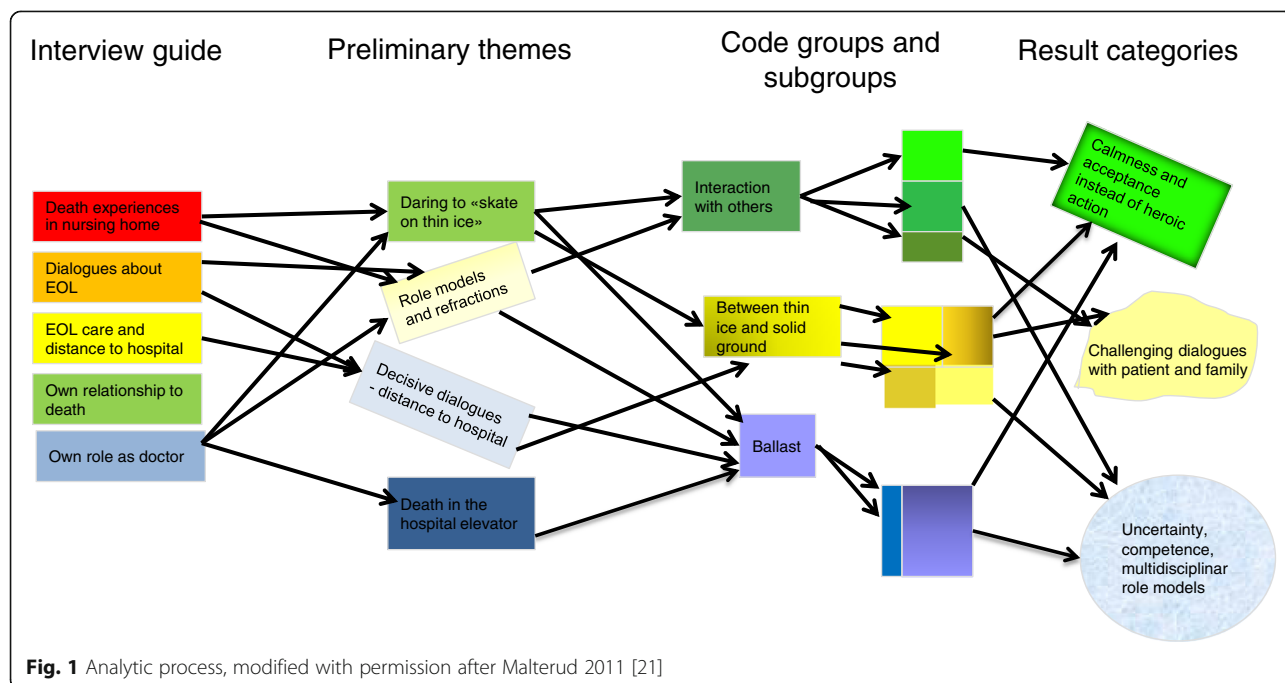 Interview guide
Preliminary themes
Code groups and
subgroups
Result categories
Death experiences
in nursing home
Dialogues about
EOL
EOL care and
distance to hospital
Own relationship to
death
Own role as doctor
Daring to «skate
on thin ice»
Role models
and refractions
Decisive dialogues
- distance to hospital
Death in the
hospital elevator
Interaction
with others
Between thin
ice and solid
ground
Ballast
Calmness and
acceptance
instead of heroic
action
Challenging dialogues
with patient and family
Uncertainty,
competence,
multidisciplinar
role models
Fig. 1 Analytic process, modified with permission after Malterud 2011 [21]